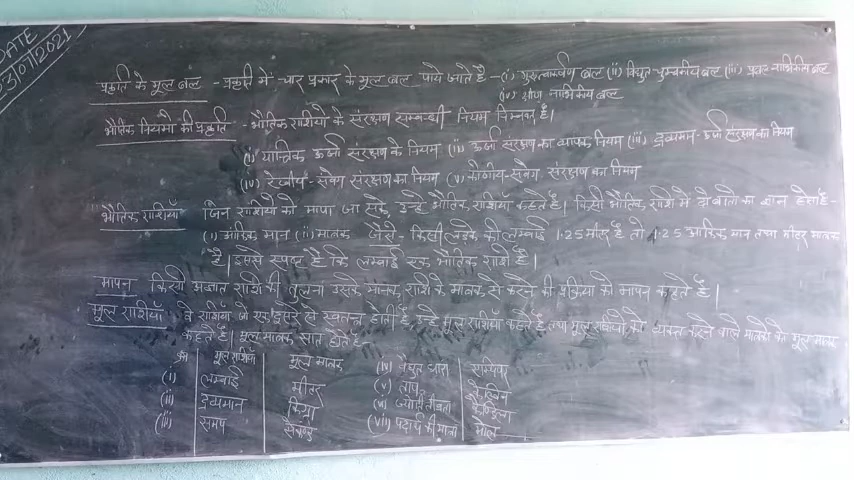 DATE
03/07/2021
प्रकृति के मूल बल - प्रकृति में चार प्रकार के मूल बल पाये जाते हैं - (i) गुरुत्वाकर्षण बल (ii) विद्युत चुम्बकीय बल (iii) प्रबल नाभिकीय बल
(iv) क्षीण नाभिकीय बल
भौतिक नियमों की प्रकृति - भौतिक राशियों के संरक्षण सम्बन्धी नियम निम्नवत् हैं।
(i) यान्त्रिक ऊर्जा संरक्षण के नियम (ii) ऊर्जा संरक्षण का व्यापक नियम (iii) द्रव्यमान-ऊर्जा संरक्षण का नियम
(iv) रेखीय-संवेग संरक्षण का नियम (v) कोणीय-संवेग संरक्षण का नियम
भौतिक राशियाँ जिन राशियों को मापा जा सके, उन्हें भौतिक राशियाँ कहते हैं। किसी भौतिक राशि में दो बातों का ज्ञान होता है-
(i) आंकिक मान (ii) मात्रक जैसे - किसी लड़के की लम्बाई 1.25 मीटर है तो 1.25 आंकिक मान तथा मीटर मात्रक
है। इससे स्पष्ट है कि लम्बाई एक भौतिक राशि है।
मापन किसी अज्ञात राशि की तुलना उसके मानक राशि के मात्रक से करने की प्रक्रिया को मापन कहते हैं।
मूल राशियाँ वे राशियाँ जो एक दूसरे से स्वतन्त्र होती हैं उन्हें मूल राशियाँ कहते हैं तथा मूल राशियों को व्यक्त करने वाले मात्रकों को मूल मात्रक
कहते हैं। मूल मात्रक सात होते हैं-
क्रम मूल राशियाँ मूल मात्रक
(i) लम्बाई मीटर
(ii) द्रव्यमान किग्रा
(iii) समय सेकण्ड
(iv) वैद्युत धारा एम्पियर
(v) ताप केल्विन
(vi) ज्योति तीव्रता कैण्डिला
(vii) पदार्थ की मात्रा मोल